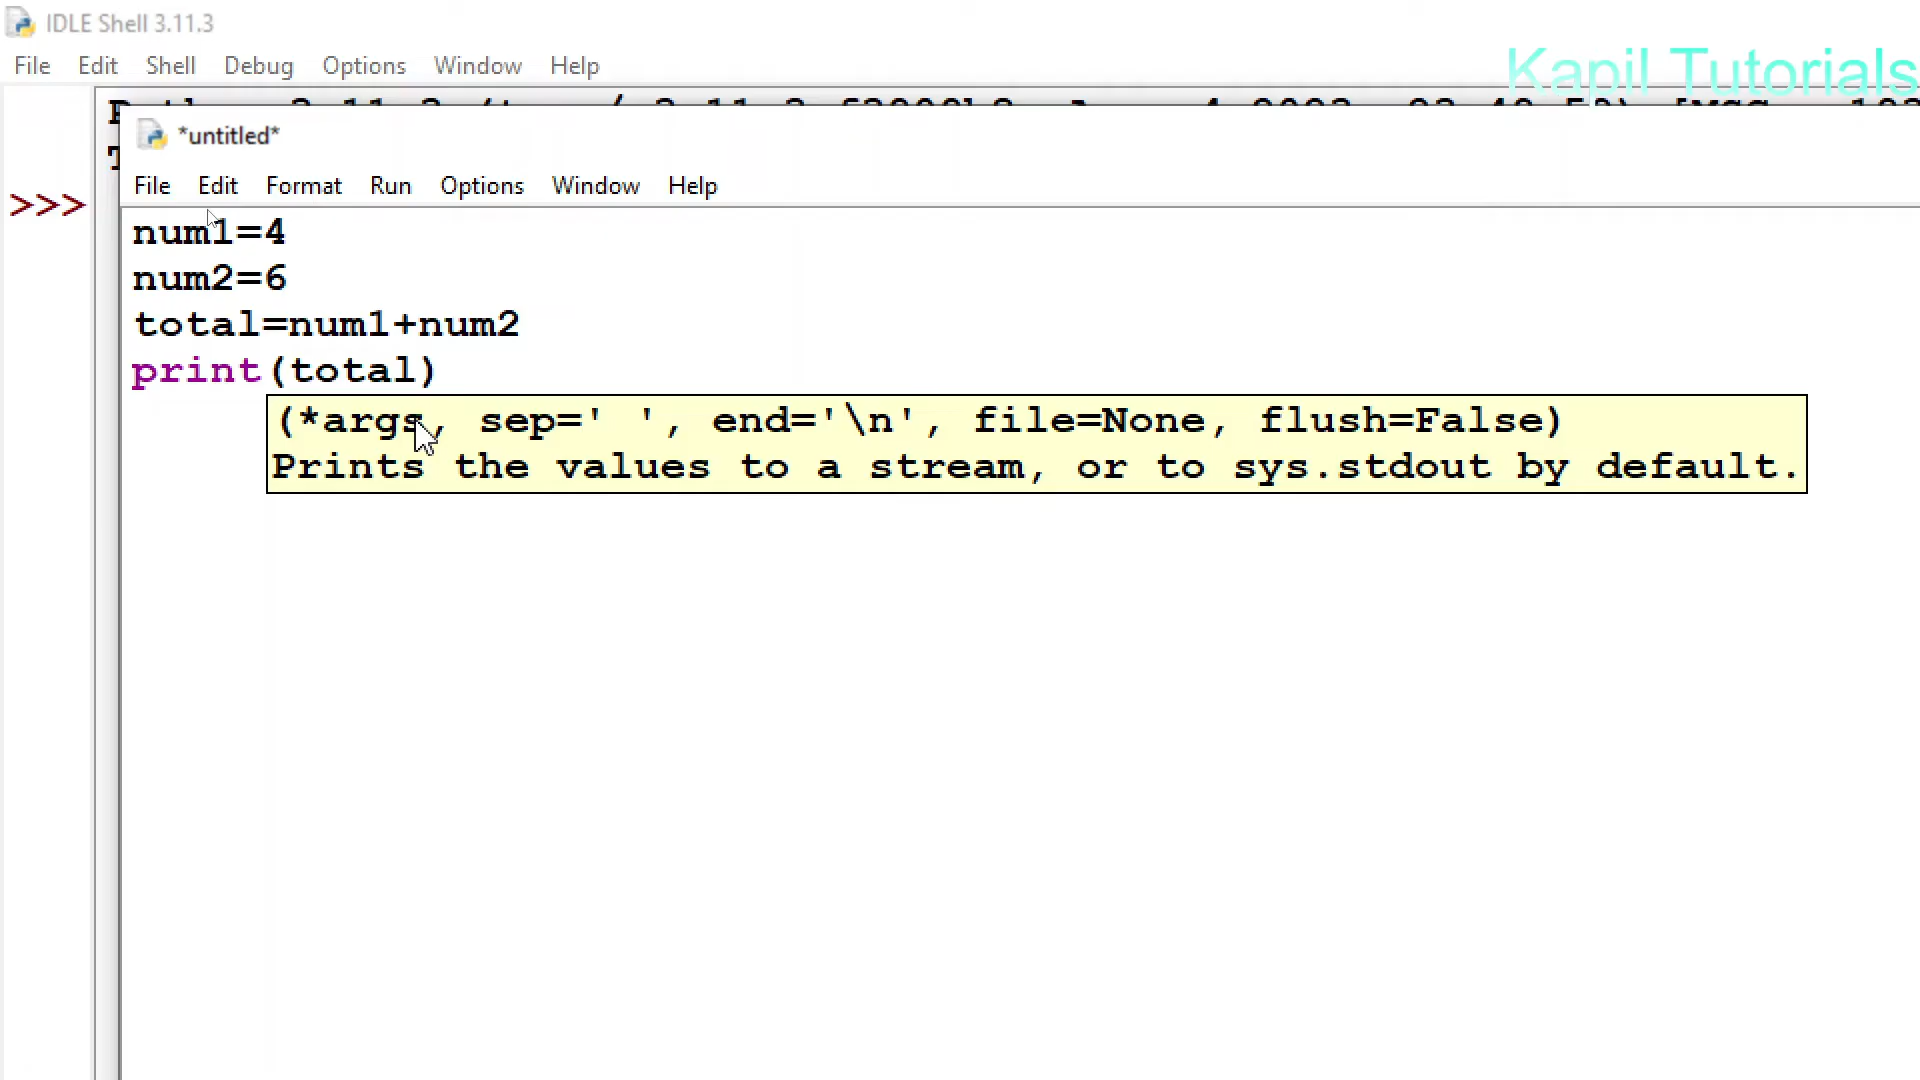 IDLE Shell 3.11.3
File Edit Shell Debug Options Window Help
Kapil Tutorials
*untitled*
File Edit Format Run Options Window Help
>>>
num1=4
num2=6
total=num1+num2
print(total)
(*args, sep=' ', end='\n', file=None, flush=False)
Prints the values to a stream, or to sys.stdout by default.